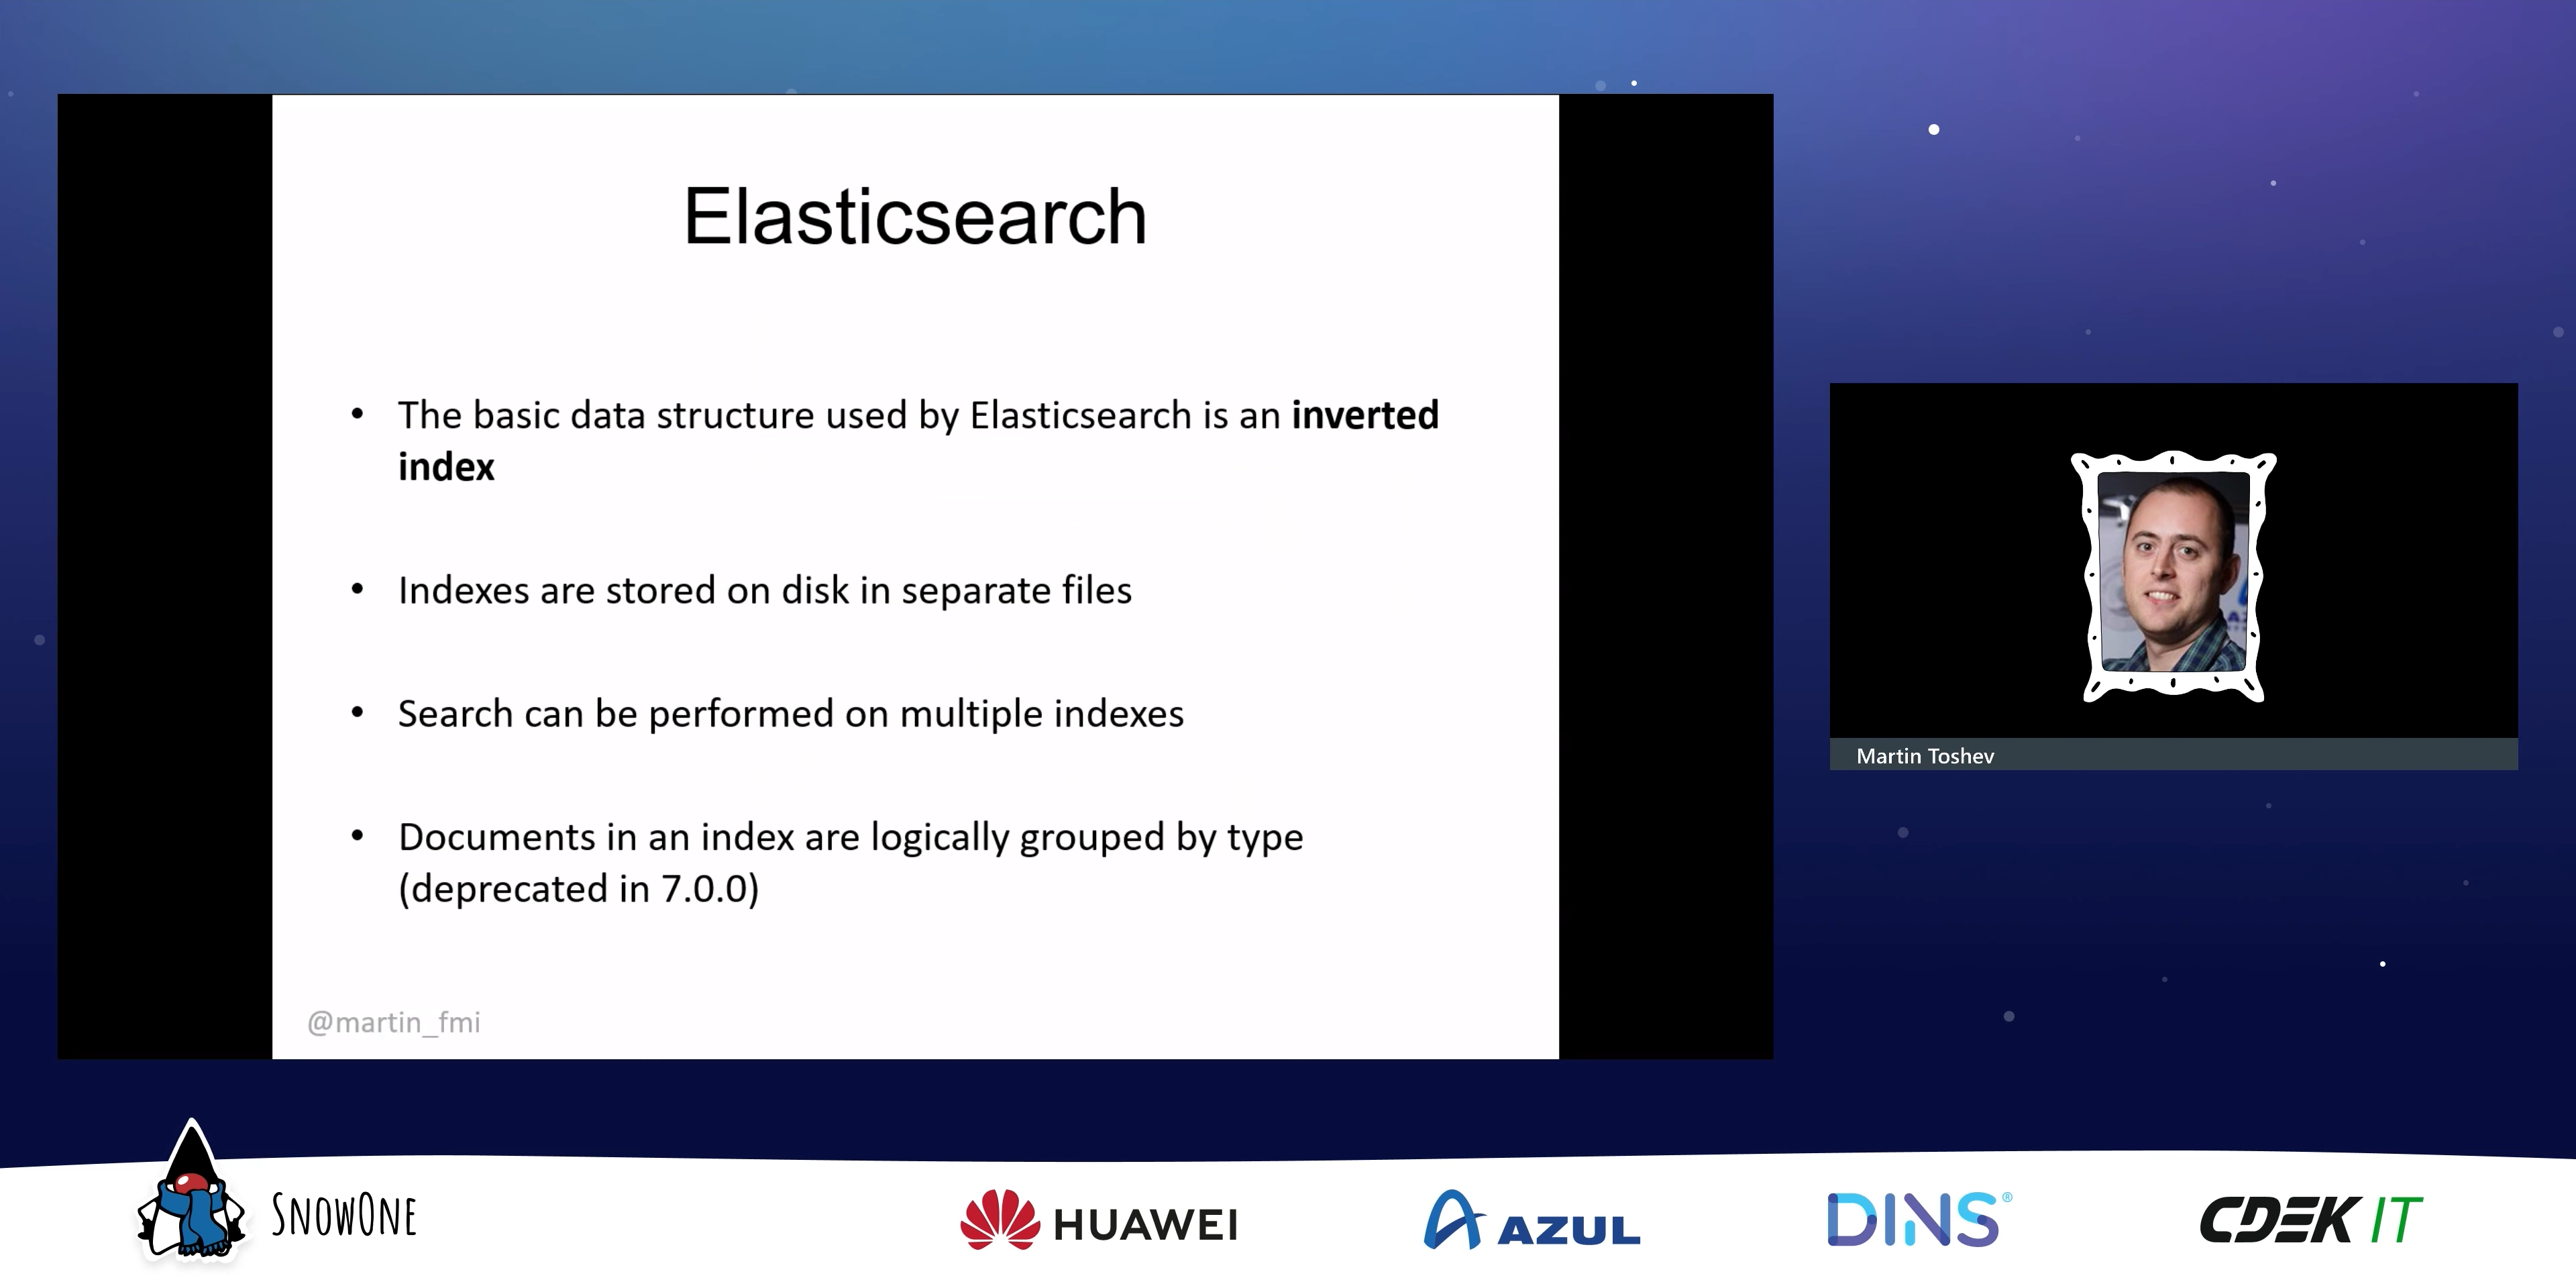 Elasticsearch
• The basic data structure used by Elasticsearch is an inverted
index
• Indexes are stored on disk in separate files
• Search can be performed on multiple indexes
• Documents in an index are logically grouped by type
(deprecated in 7.0.0)
@martin_fmi
Martin Toshev
SNOWONE
HUAWEI
AZUL
DINS®
CDEK IT